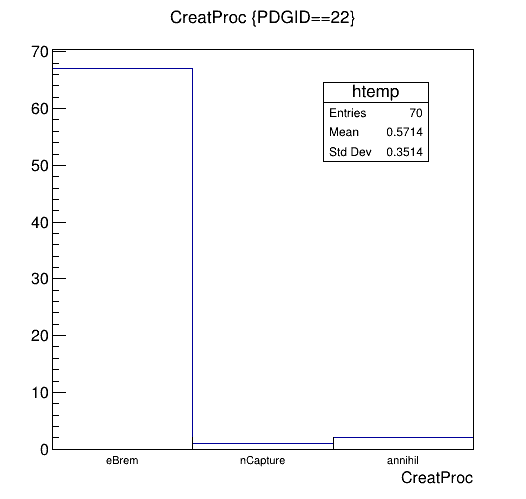 CreatProc {PDGID==22}
70
60
50
40
30
20
10
0
htemp
Entries 70
Mean 0.5714
Std Dev 0.3514
eBrem nCapture annihil
CreatProc